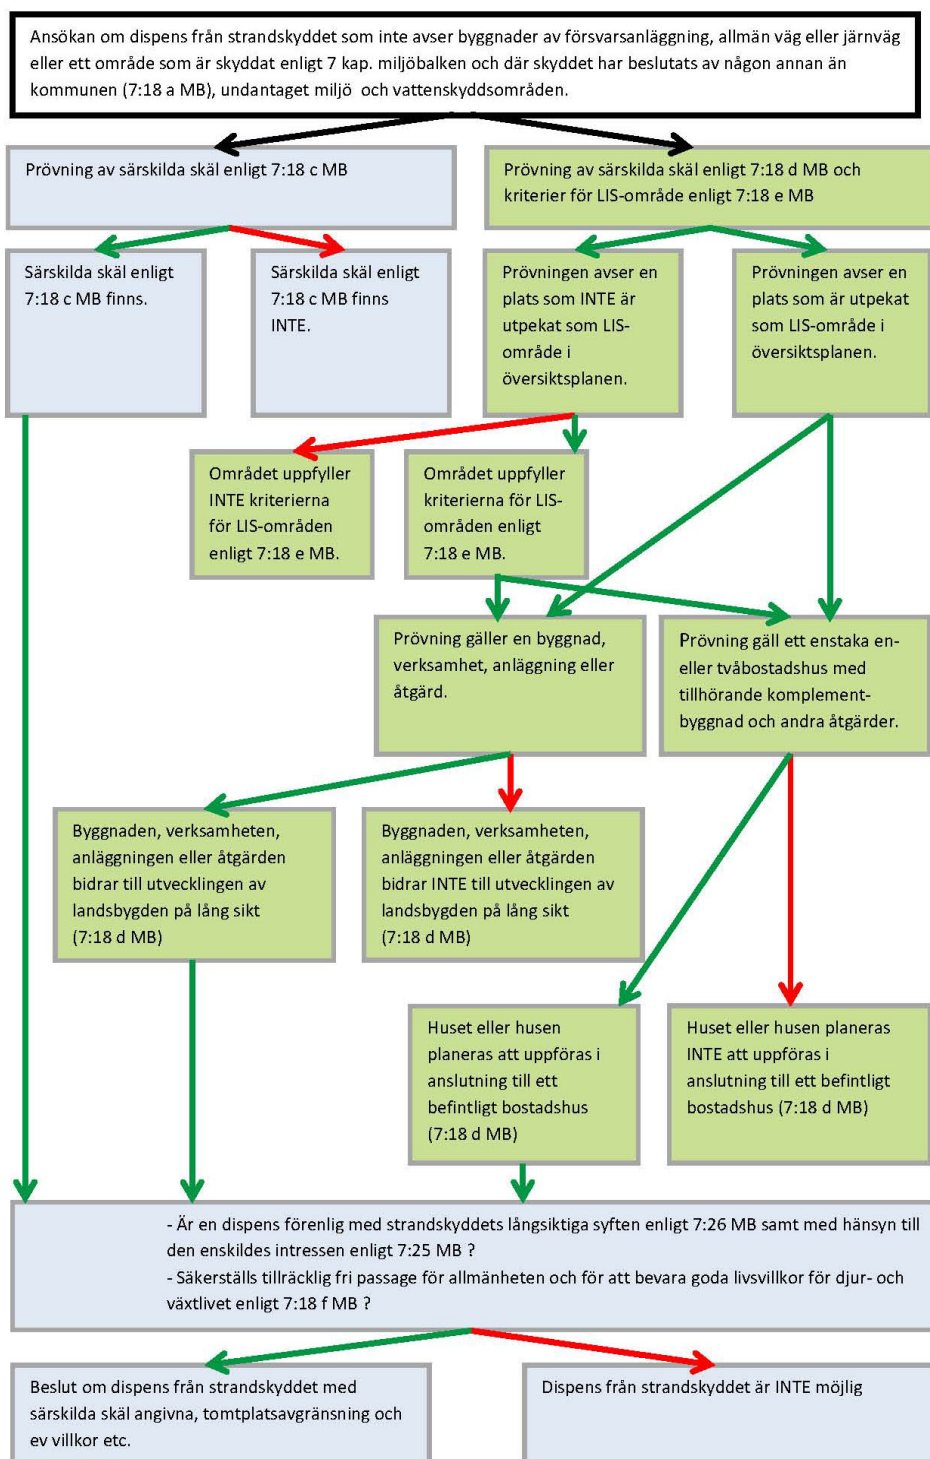 Ansökan om dispens från strandskyddet som inte avser byggnader av försvarsanläggning, allmän väg eller järnväg
eller ett område som är skyddat enligt 7 kap. miljöbalken och där skyddet har beslutats av någon annan än
kommunen (7:18 a MB), undantaget miljö och vattenskyddsområden.
Prövning av särskilda skäl enligt 7:18 c MB
Prövning av särskilda skäl enligt 7:18 d MB och
kriterier för LIS-område enligt 7:18 e MB
Särskilda skäl enligt
7:18 c MB finns.
Särskilda skäl enligt
7:18 c MB finns
INTE.
Prövningen avser en
plats som INTE är
utpekat som LIS-
område i
översiktsplanen.
Prövningen avser en
plats som är utpekat
som LIS-område i
översiktsplanen.
Området uppfyller
INTE kriterierna
för LIS-områden
enligt 7:18 e MB.
Området uppfyller
kriterierna för LIS-
områden enligt
7:18 e MB.
Prövning gäller en byggnad,
verksamhet, anläggning eller
åtgärd.
Prövning gäll ett enstaka en-
eller tvåbostadshus med
tillhörande komplement-
byggnad och andra åtgärder.
Byggnaden, verksamheten,
anläggningen eller åtgärden
bidrar till utvecklingen av
landsbygden på lång sikt
(7:18 d MB)
Byggnaden, verksamheten,
anläggningen eller åtgärden
bidrar INTE till utvecklingen av
landsbygden på lång sikt
(7:18 d MB)
Huset eller husen
planeras att uppföras i
anslutning till ett
befintligt bostadshus
(7:18 d MB)
Huset eller husen planeras
INTE att uppföras i
anslutning till ett befintligt
bostadshus (7:18 d MB)
- Är en dispens förenlig med strandskyddets långsiktiga syften enligt 7:26 MB samt med hänsyn till
den enskildes intressen enligt 7:25 MB ?
- Säkerställs tillräcklig fri passage för allmänheten och för att bevara goda livsvillkor för djur- och
växtlivet enligt 7:18 f MB ?
Beslut om dispens från strandskyddet med
särskilda skäl angivna, tomtplatsavgränsning och
ev villkor etc.
Dispens från strandskyddet är INTE möjlig